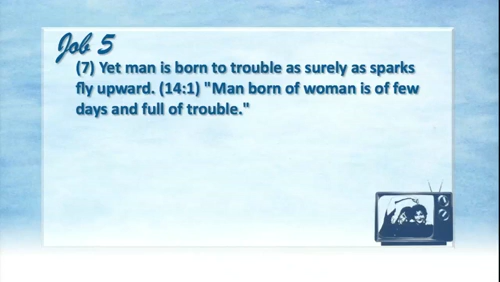 Job 5
(7) Yet man is born to trouble as surely as sparks
fly upward. (14:1) "Man born of woman is of few
days and full of trouble."